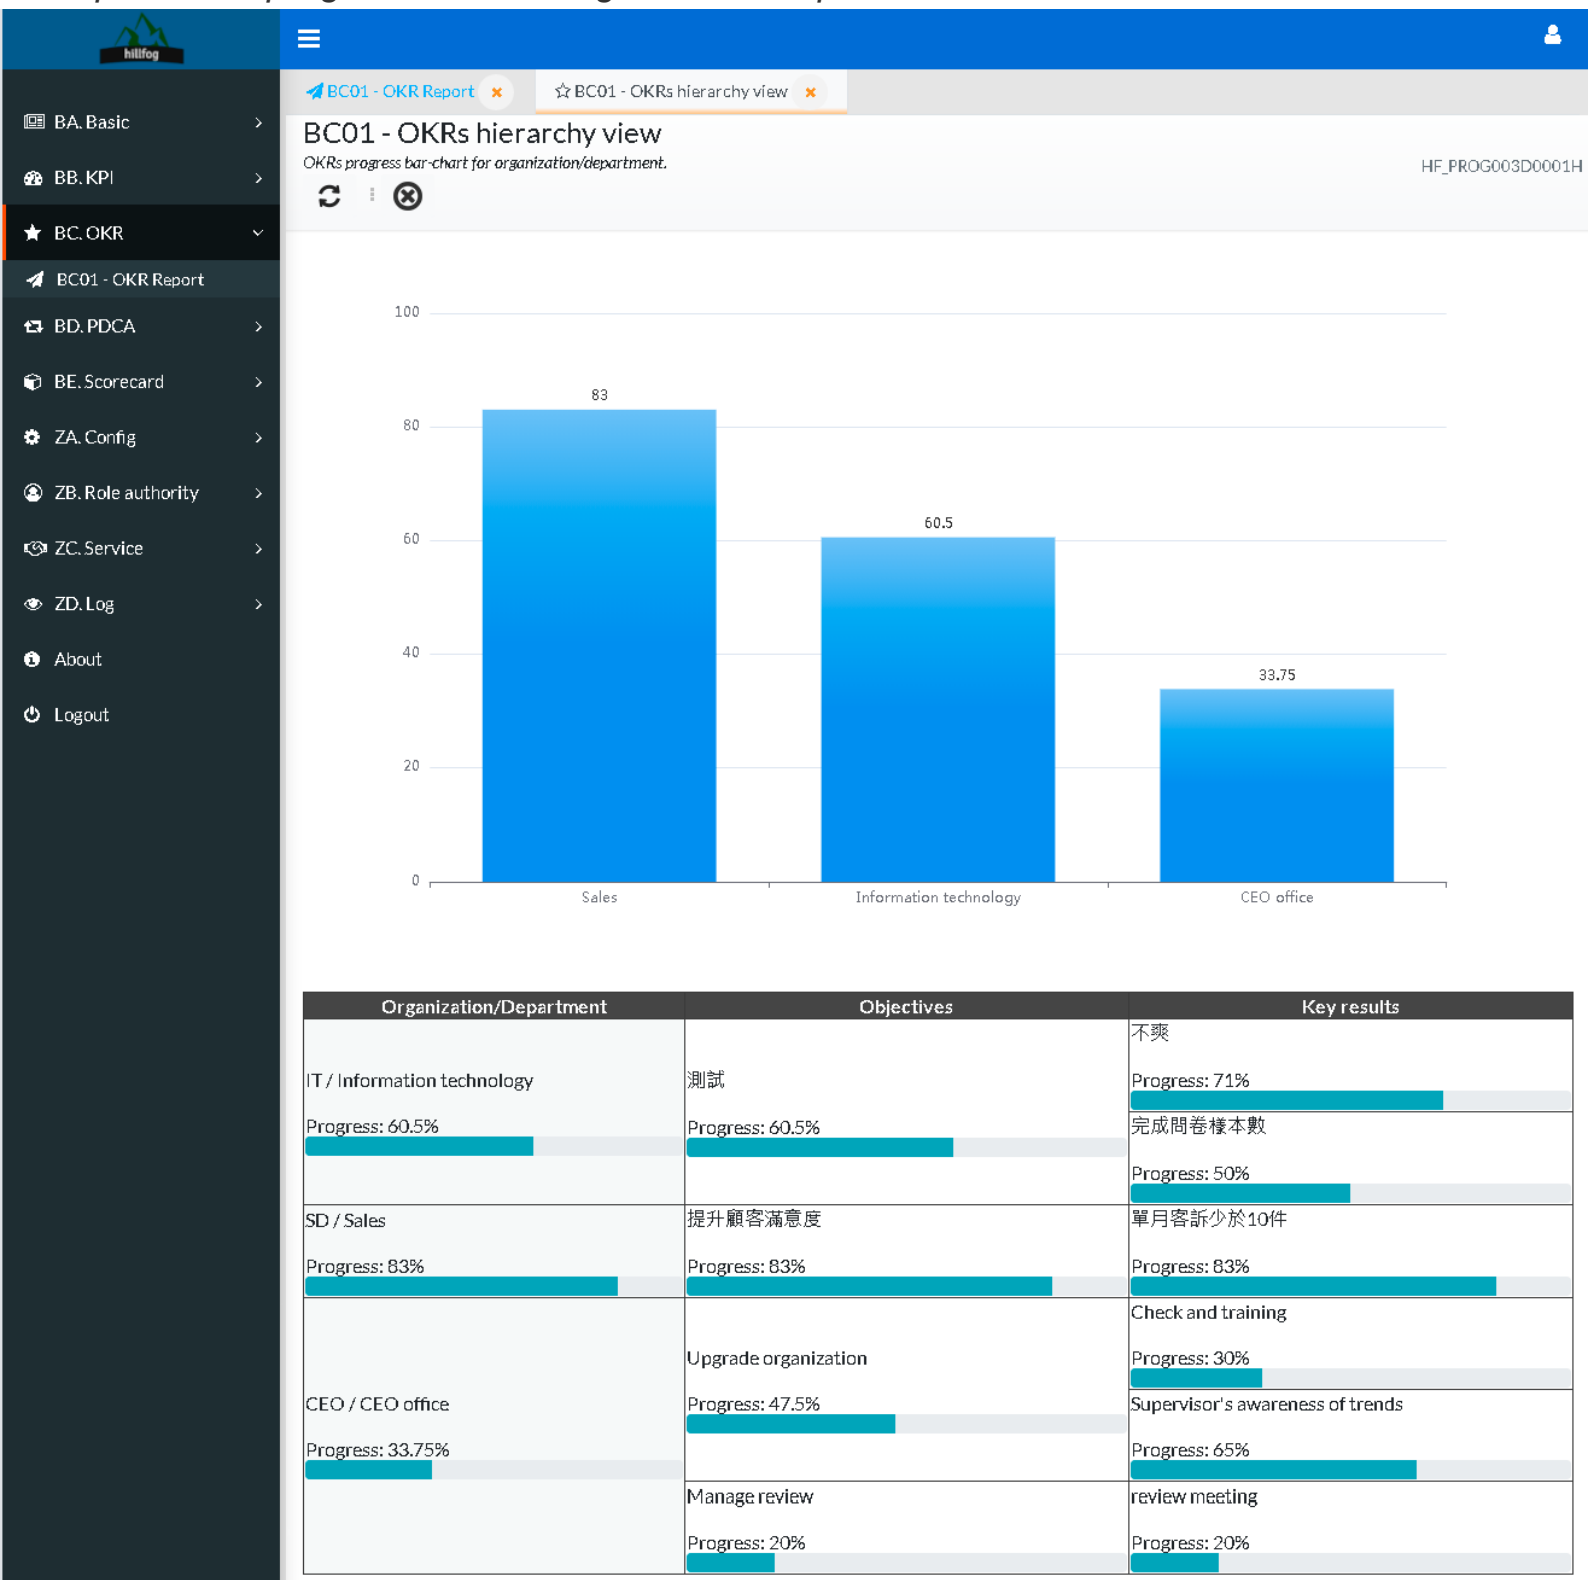 hillfog
BA. Basic
BB. KPI
BC. OKR
BC01 - OKR Report
BD. PDCA
BE. Scorecard
ZA. Config
ZB. Role authority
ZC. Service
ZD. Log
About
Logout
BC01 - OKR Report
BC01 - OKRs hierarchy view
BC01 - OKRs hierarchy view
OKRs progress bar-chart for organization/department.
HF_PROG003D0001H
100
80
60
40
20
0
83
60.5
33.75
Sales
Information technology
CEO office
Organization/Department
Objectives
Key results
IT / Information technology
Progress: 60.5%
測試
Progress: 60.5%
不爽
Progress: 71%
完成問卷樣本數
Progress: 50%
SD / Sales
Progress: 83%
提升顧客滿意度
Progress: 83%
單月客訴少於10件
Progress: 83%
CEO / CEO office
Progress: 33.75%
Upgrade organization
Progress: 47.5%
Check and training
Progress: 30%
Supervisor's awareness of trends
Progress: 65%
Manage review
Progress: 20%
review meeting
Progress: 20%